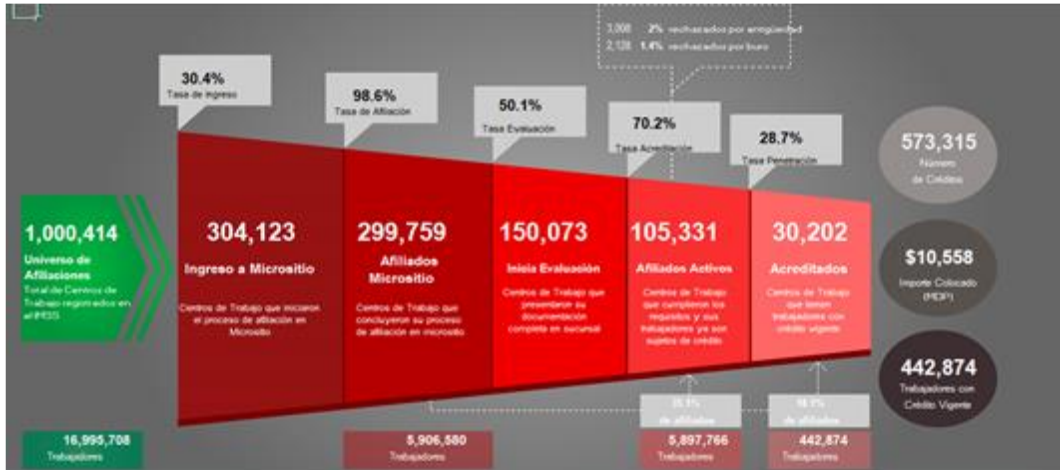 3,008 2% rechazados por antigüedad
2,128 1.4% rechazados por buro
30.4%
Tasa de ingreso
98.6%
Tasa de Afiliación
50.1%
Tasa Evaluación
70.2%
Tasa Acreditación
28.7%
Tasa Penetración
1,000,414
Universo de
Afiliaciones
Total de Centros de
Trabajo registrados en
el IMSS
304,123
Ingreso a Micrositio
Centros de Trabajo que iniciaron
el proceso de afiliación en
Micrositio
299,759
Afiliados
Micrositio
Centros de Trabajo que
concluyeron su proceso
de afiliación en micrositio
150,073
Inicia Evaluación
Centros de Trabajo que
presentaron su
documentación
completa en sucursal
105,331
Afiliados Activos
Centros de Trabajo
que cumplieron los
requisitos y sus
trabajadores ya son
sujetos de crédito
30,202
Acreditados
Centros de Trabajo
que tienen
trabajadores con
crédito vigente
573,315
Número
de Créditos
$10,558
Importe Colocado
(MDP)
442,874
Trabajadores con
Crédito Vigente
de afiliados
de afiliados
16,995,708
Trabajadores
5,906,580
Trabajadores
5,897,766
Trabajadores
442,874
Trabajadores